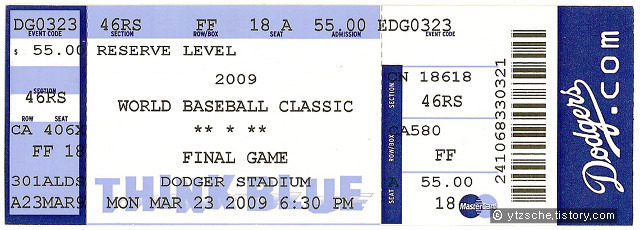 DG0323 46RS FF 18 A 55.00 EDG0323
EVENT CODE SECTION ROW/BOX SEAT ADMISSION EVENT CODE
$ 55.00 RESERVE LEVEL
2009
WORLD BASEBALL CLASSIC
** * **
FINAL GAME
DODGER STADIUM
MON MAR 23 2009 6:30 PM
THINK BLUE
SECTION
46RS
ROW SEAT
CA 406X
FF 18
301ALDS
A23MAR9
CN 18618
SECTION
46RS
CA580
ROW/BOX
FF
55.00
SEAT
18
MasterCard
241068330321
Dodgers.com
© ytzsche.tistory.com